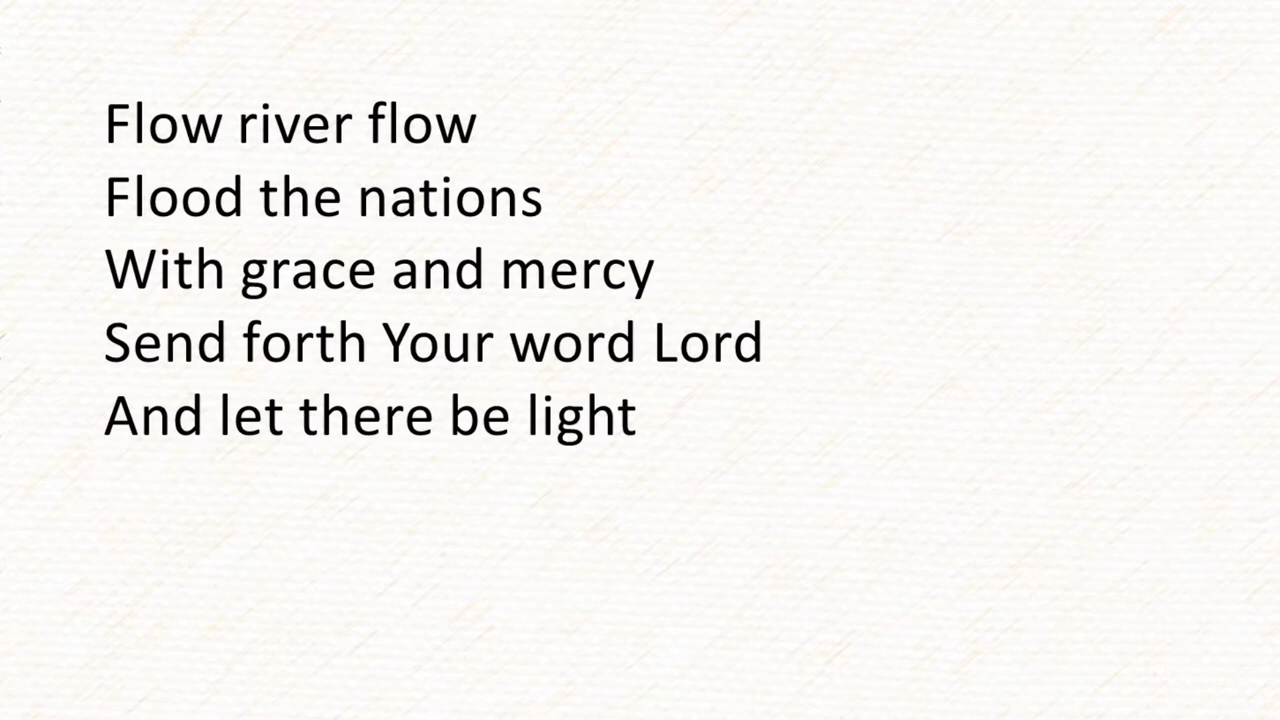 Flow river flow
Flood the nations
With grace and mercy
Send forth Your word Lord
And let there be light